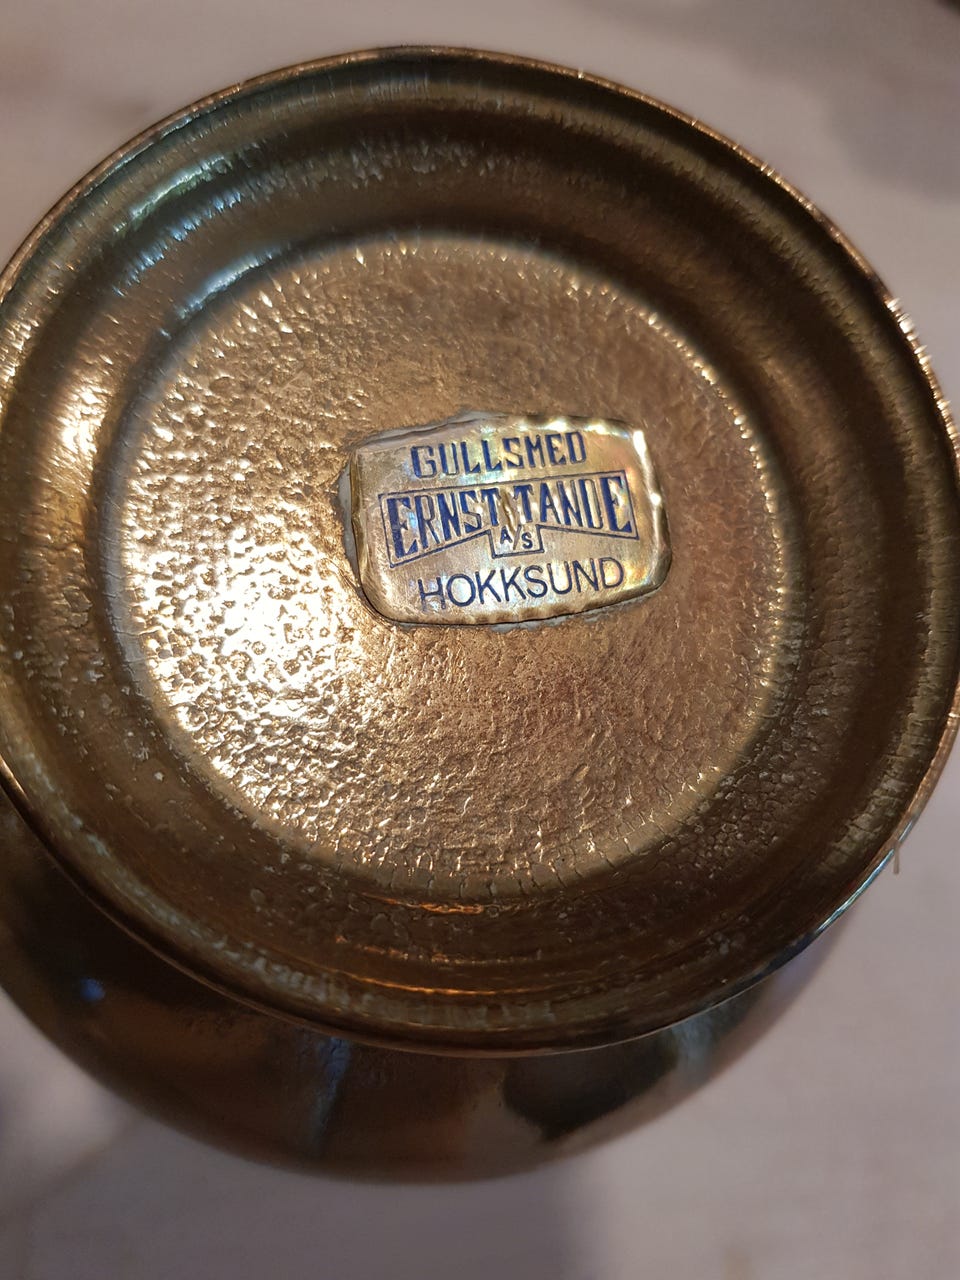 GULLSMED
ERNST TANDE
A/S
HOKKSUND